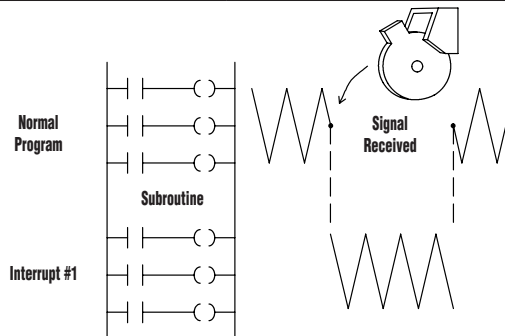 Normal
Program
Signal
Received
Subroutine
Interrupt #1